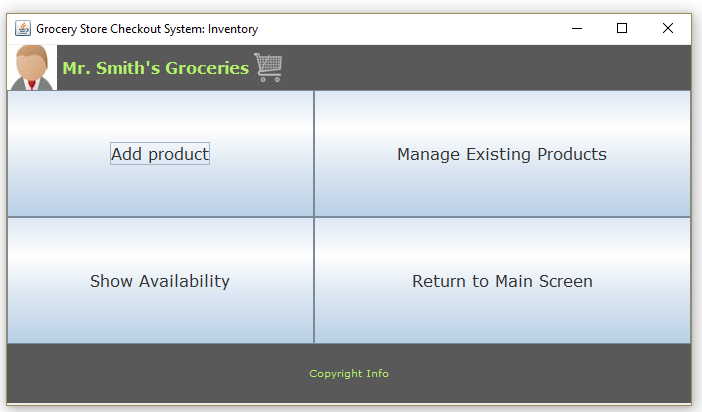 Grocery Store Checkout System: Inventory
Mr. Smith's Groceries
Add product
Manage Existing Products
Show Availability
Return to Main Screen
Copyright Info